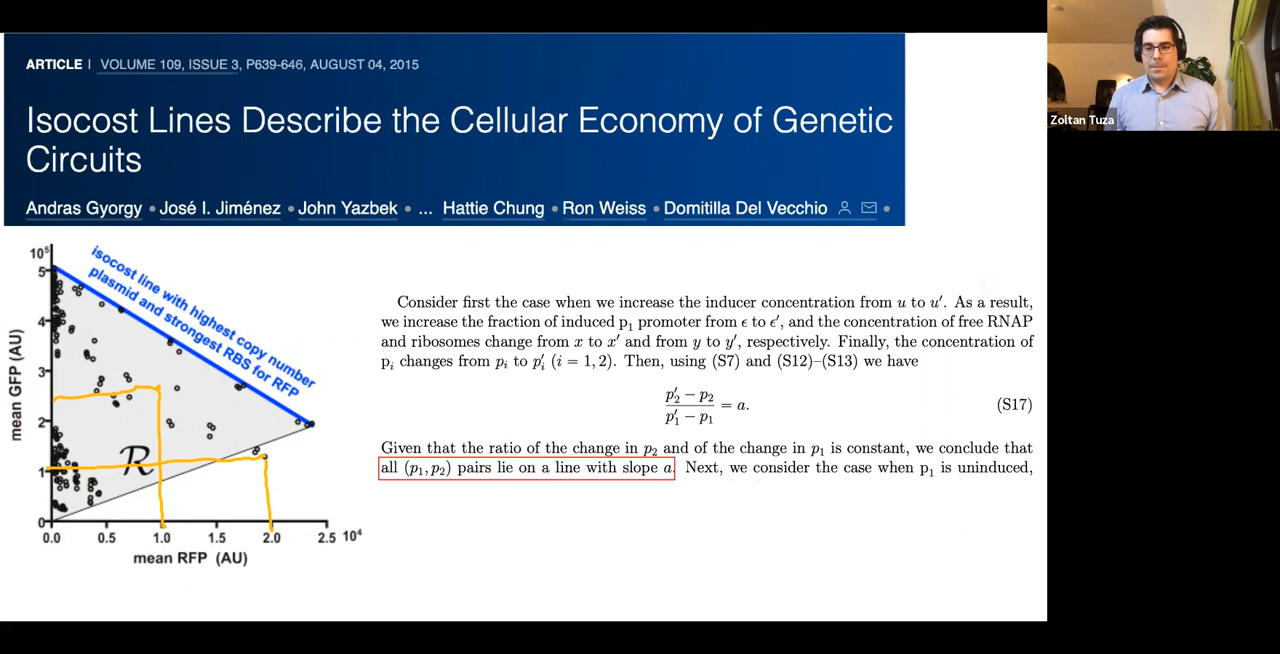 ARTICLE | VOLUME 109, ISSUE 3, P639-646, AUGUST 04, 2015
Isocost Lines Describe the Cellular Economy of Genetic
Circuits
Andras Gyorgy • José I. Jiménez • John Yazbek • ... Hattie Chung • Ron Weiss • Domitilla Del Vecchio •
Zoltan Tuza
isocost line with highest copy number
plasmid and strongest RBS for RFP
10⁵
5
4
3
2
1
0
mean GFP (AU)
R
0.0 0.5 1.0 1.5 2.0 2.5 10⁴
mean RFP (AU)
Consider first the case when we increase the inducer concentration from u to u′. As a result,
we increase the fraction of induced p₁ promoter from ϵ to ϵ′, and the concentration of free RNAP
and ribosomes change from x to x′ and from y to y′, respectively. Finally, the concentration of
pᵢ changes from pᵢ to p′ᵢ (i = 1, 2). Then, using (S7) and (S12)–(S13) we have
p′₂ − p₂
p′₁ − p₁
= a. (S17)
Given that the ratio of the change in p₂ and of the change in p₁ is constant, we conclude that
all (p₁, p₂) pairs lie on a line with slope a. Next, we consider the case when p₁ is uninduced,